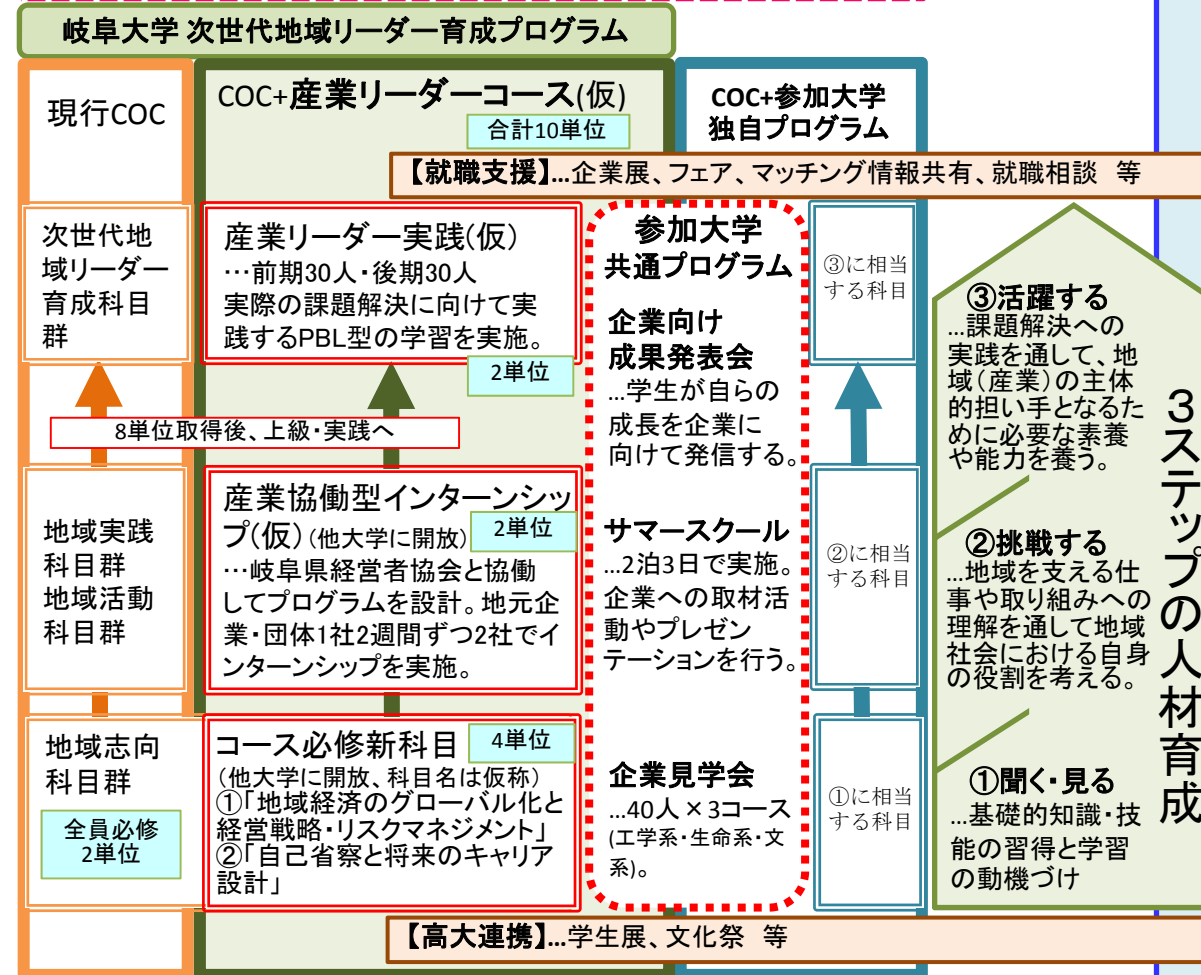 岐阜大学 次世代地域リーダー育成プログラム
現行COC
COC+産業リーダーコース(仮)
合計10単位
COC+参加大学
独自プログラム
【就職支援】…企業展、フェア、マッチング情報共有、就職相談 等
次世代地
域リーダー
育成科目
群
産業リーダー実践(仮)
…前期30人・後期30人
実際の課題解決に向けて実
践するPBL型の学習を実施。
2単位
8単位取得後、上級・実践へ
地域実践
科目群
地域活動
科目群
産業協働型インターンシッ
プ(仮)(他大学に開放)
2単位
…岐阜県経営者協会と協働
してプログラムを設計。地元企
業・団体1社2週間ずつ2社でイ
ンターンシップを実施。
地域志向
科目群
全員必修
2単位
コース必修新科目
4単位
(他大学に開放、科目名は仮称)
①「地域経済のグローバル化と
経営戦略・リスクマネジメント」
②「自己省察と将来のキャリア
設計」
参加大学
共通プログラム
企業向け
成果発表会
…学生が自らの
成長を企業に
向けて発信する。
サマースクール
…2泊3日で実施。
企業への取材活
動やプレゼン
テーションを行う。
企業見学会
…40人×3コース
(工学系・生命系・文
系)。
③に相当
する科目
②に相当
する科目
①に相当
する科目
③活躍する
…課題解決への
実践を通して、地
域(産業)の主体
的担い手となるた
めに必要な素養
や能力を養う。
②挑戦する
…地域を支える仕
事や取り組みへの
理解を通して地域
社会における自身
の役割を考える。
①聞く・見る
…基礎的知識・技
能の習得と学習
の動機づけ
3ステップの人材育成
【高大連携】…学生展、文化祭 等